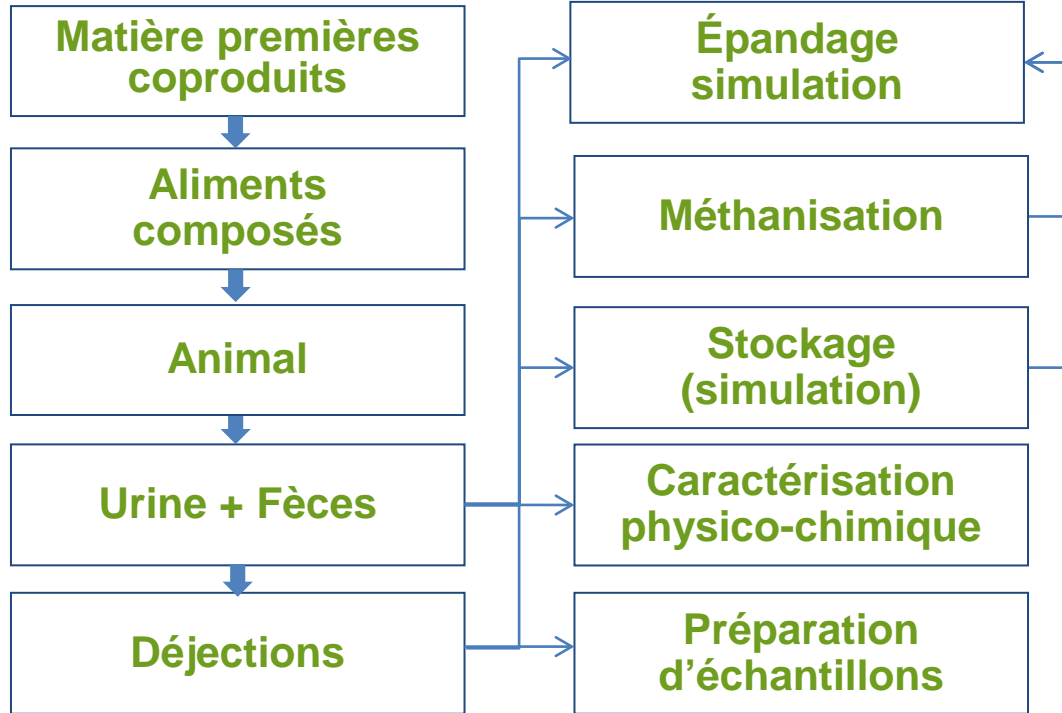 Matière premières
coproduits
Aliments
composés
Animal
Urine + Fèces
Déjections
Épandage
simulation
Méthanisation
Stockage
(simulation)
Caractérisation
physico-chimique
Préparation
d’échantillons